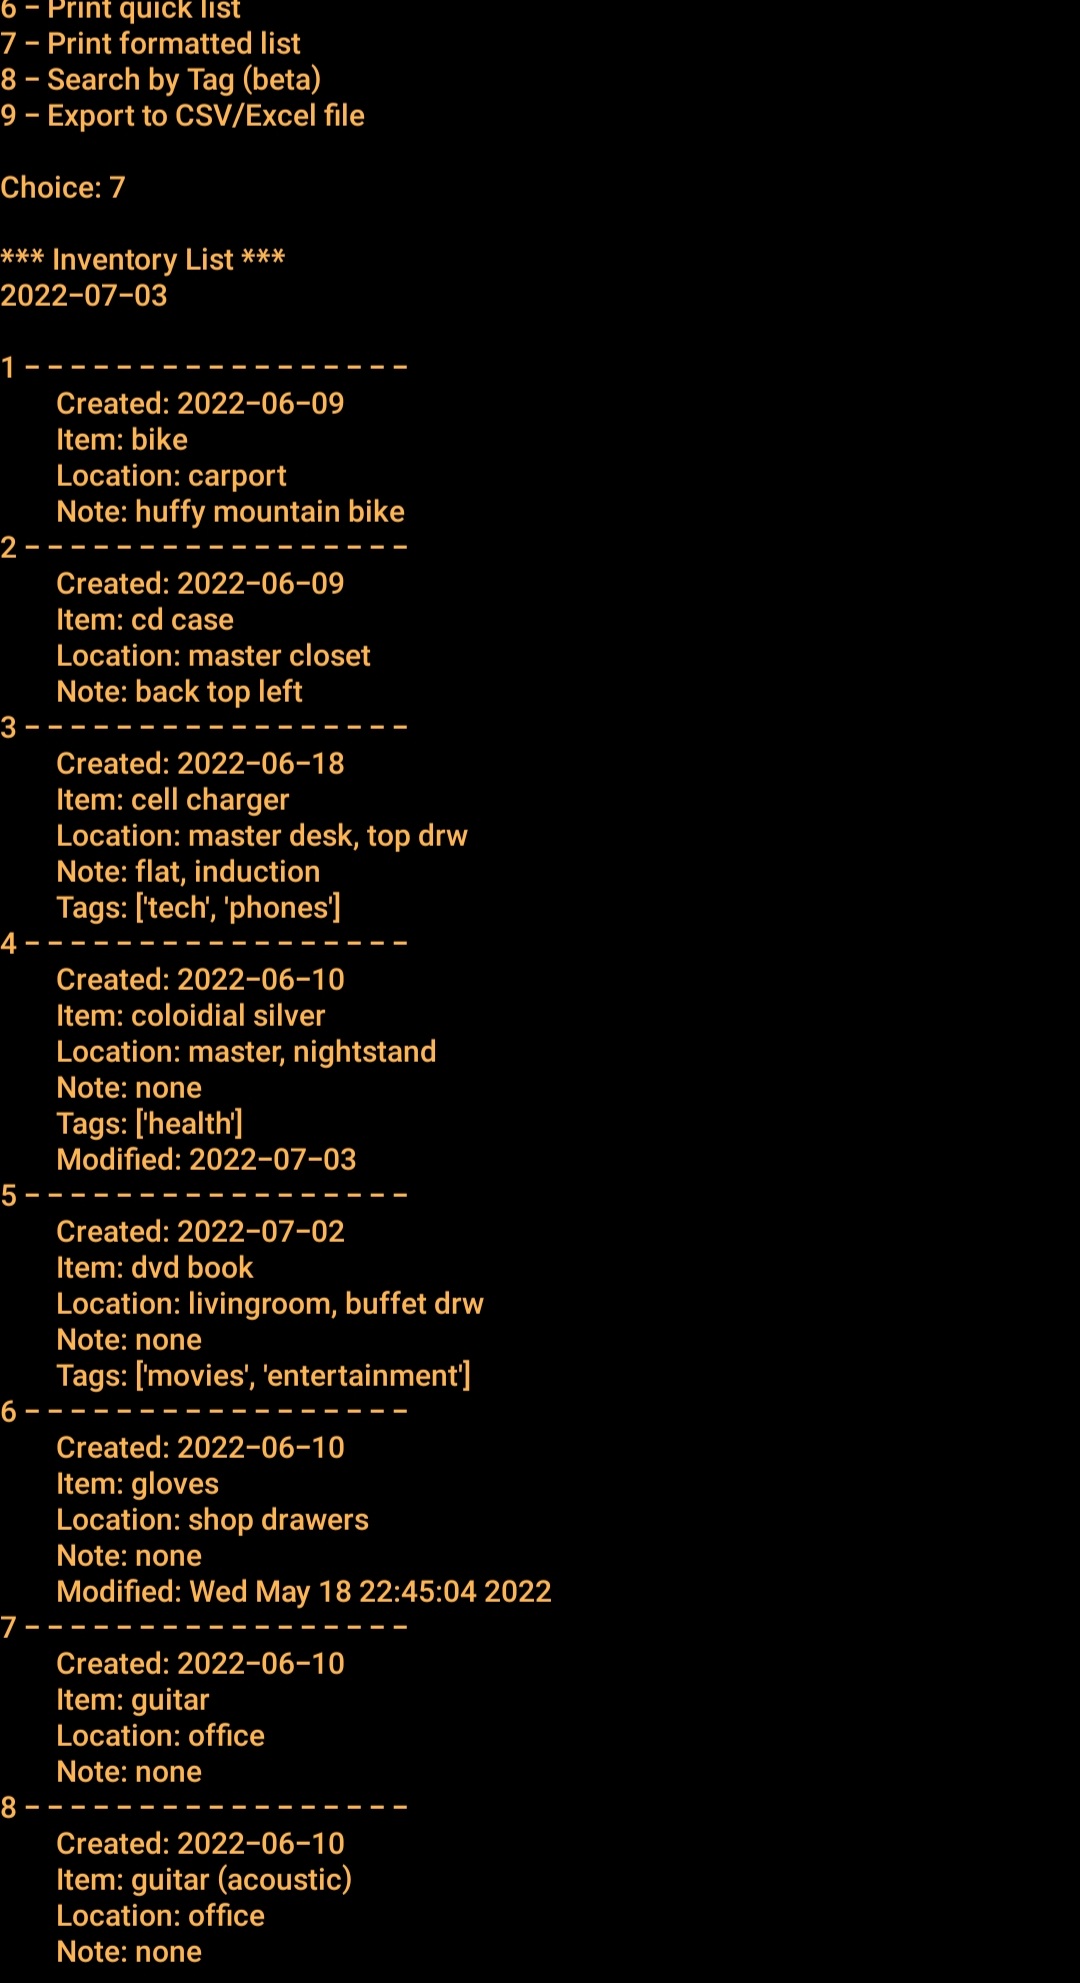 6 – Print quick list
7 – Print formatted list
8 – Search by Tag (beta)
9 – Export to CSV/Excel file
Choice: 7
*** Inventory List ***
2022-07-03
1 - - - - - - - - - - - - - - - - -
Created: 2022-06-09
Item: bike
Location: carport
Note: huffy mountain bike
2 - - - - - - - - - - - - - - - - -
Created: 2022-06-09
Item: cd case
Location: master closet
Note: back top left
3 - - - - - - - - - - - - - - - - -
Created: 2022-06-18
Item: cell charger
Location: master desk, top drw
Note: flat, induction
Tags: ['tech', 'phones']
4 - - - - - - - - - - - - - - - - -
Created: 2022-06-10
Item: coloidial silver
Location: master, nightstand
Note: none
Tags: ['health']
Modified: 2022-07-03
5 - - - - - - - - - - - - - - - - -
Created: 2022-07-02
Item: dvd book
Location: livingroom, buffet drw
Note: none
Tags: ['movies', 'entertainment']
6 - - - - - - - - - - - - - - - - -
Created: 2022-06-10
Item: gloves
Location: shop drawers
Note: none
Modified: Wed May 18 22:45:04 2022
7 - - - - - - - - - - - - - - - - -
Created: 2022-06-10
Item: guitar
Location: office
Note: none
8 - - - - - - - - - - - - - - - - -
Created: 2022-06-10
Item: guitar (acoustic)
Location: office
Note: none